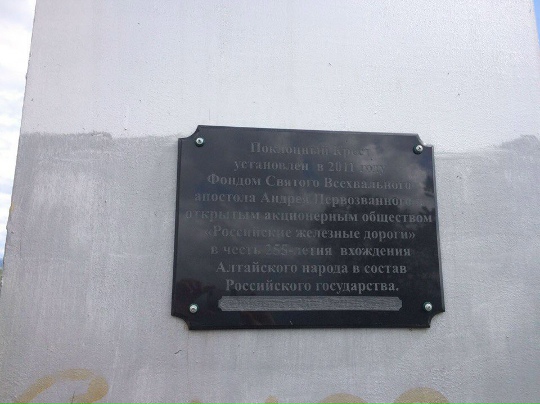 Поклонный крест
установлен в 2011 году
Фондом Святого Всехвального
апостола Андрея Первозванного и
открытым акционерным обществом
«Российские железные дороги»
в честь 255-летия вхождения
Алтайского народа в состав
Российского государства.